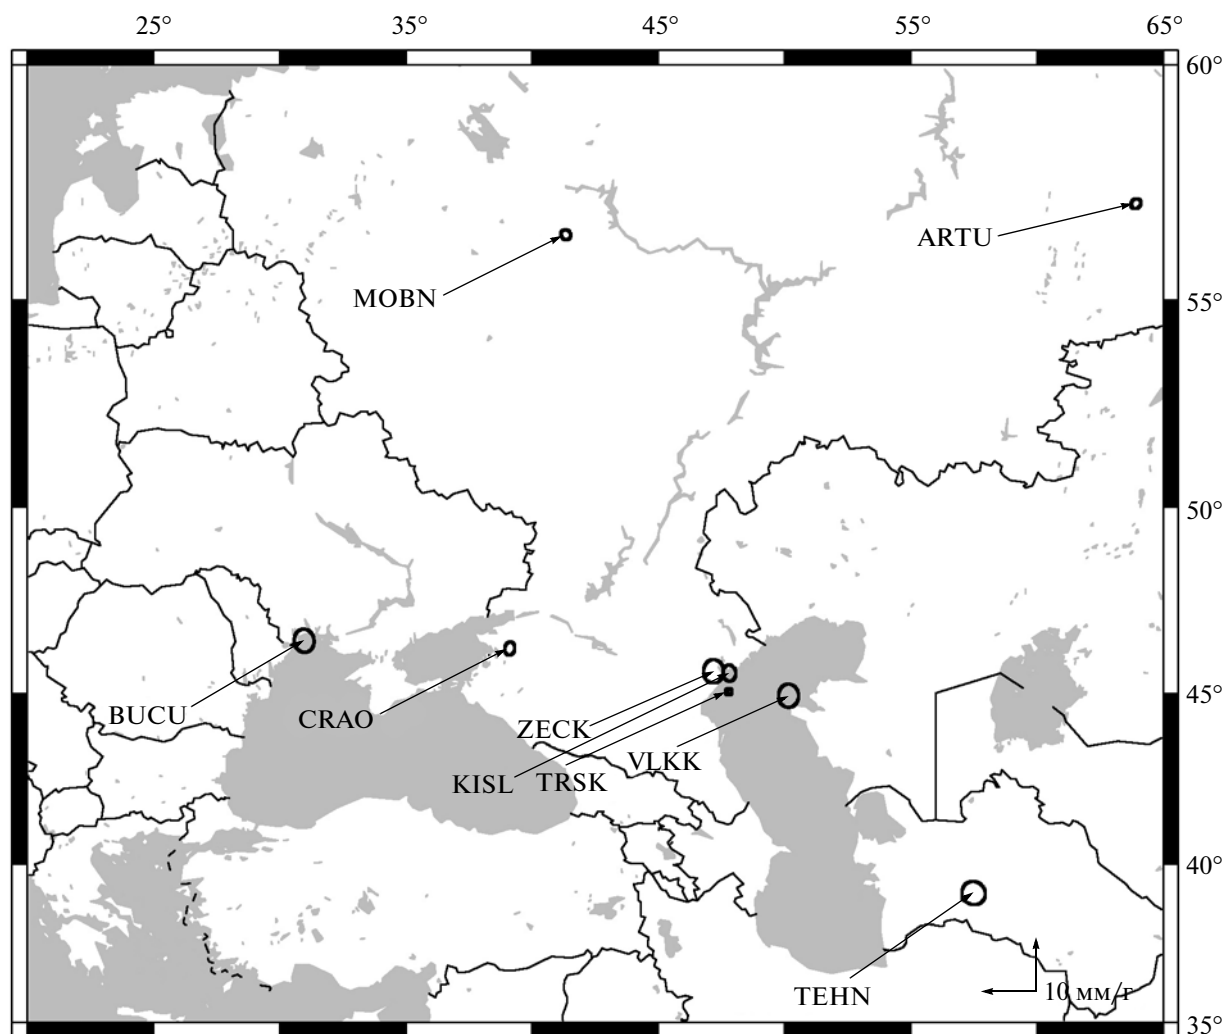 25° 35° 45° 55° 65°
60°
ARTU
MOBN
55°
50°
45°
BUCU
CRAO
ZECK
VLKK
KISL
TRSK
40°
TEHN
10 мм/г
35°